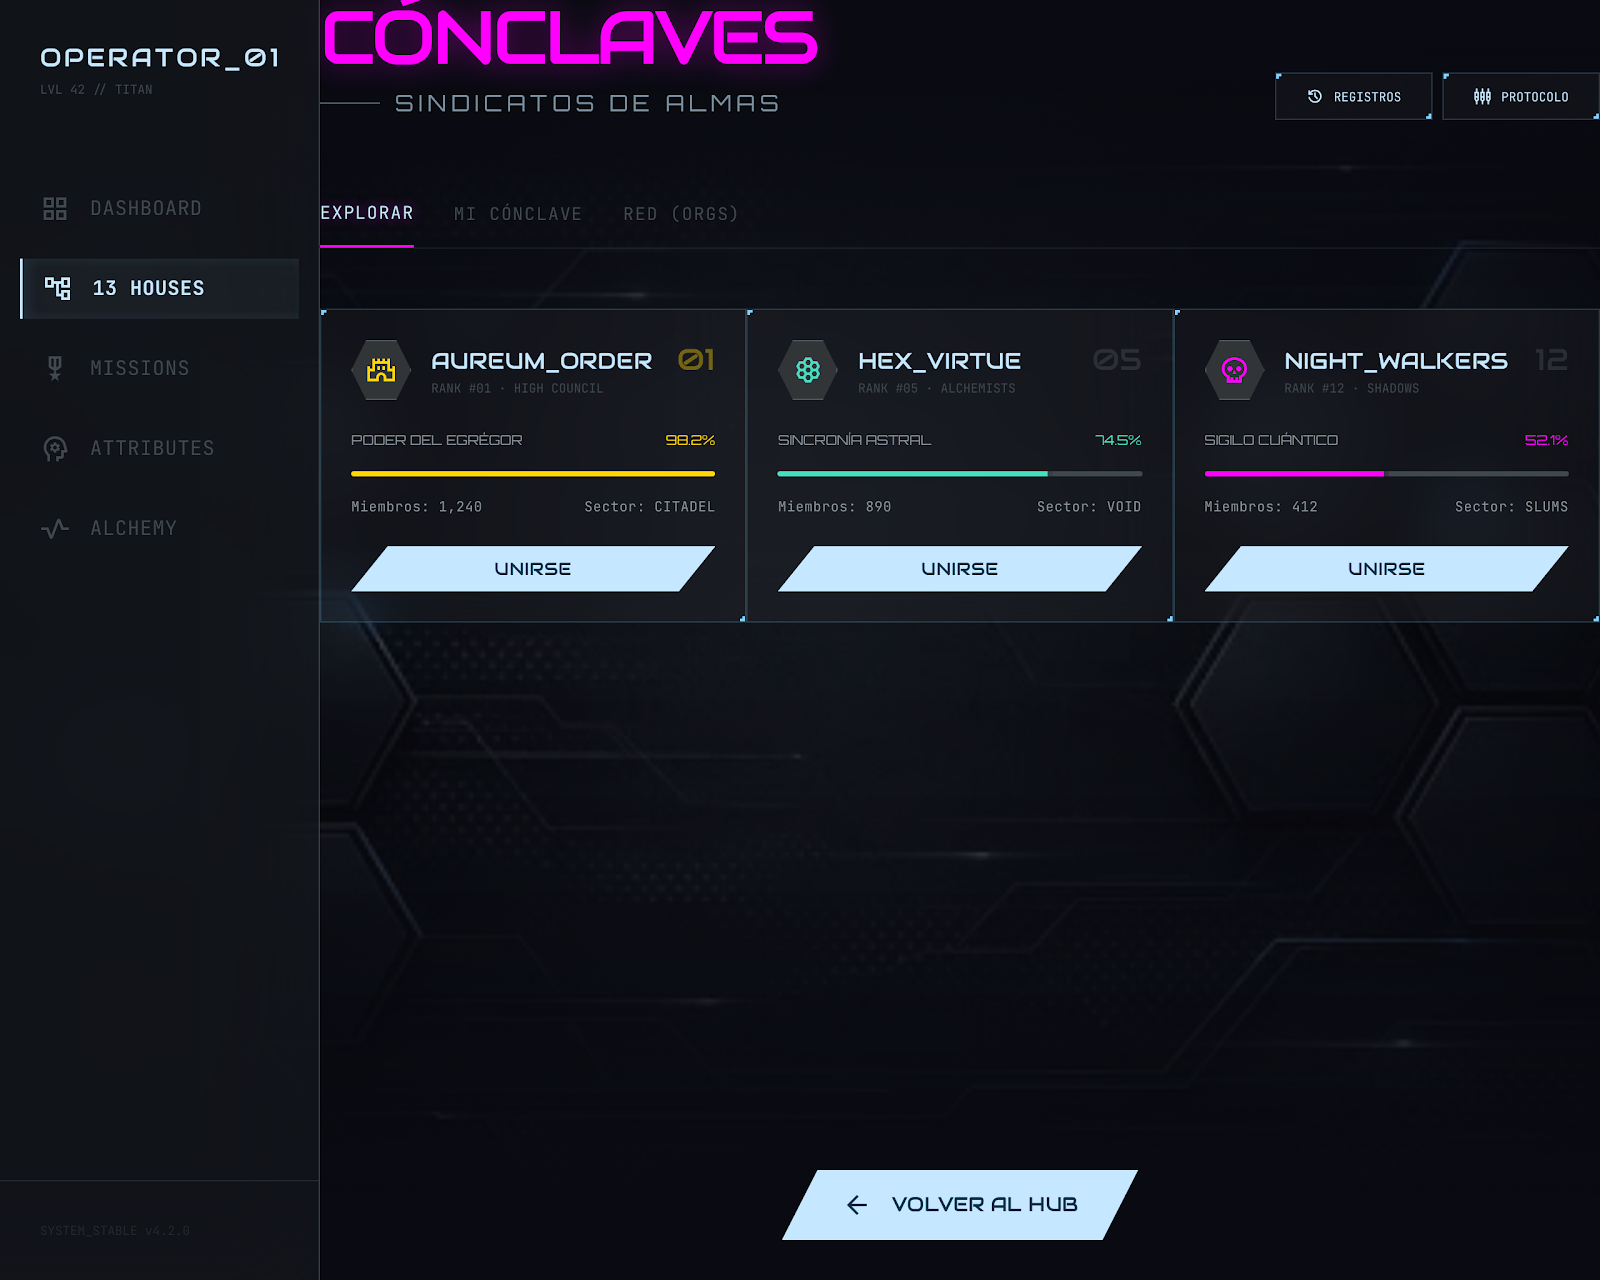 OPERATOR_01
LVL 42 // TITAN
DASHBOARD
13 HOUSES
MISSIONS
ATTRIBUTES
ALCHEMY
SYSTEM_STABLE v4.2.0
CÓNCLAVES
SINDICATOS DE ALMAS
REGISTROS
PROTOCOLO
EXPLORAR
MI CÓNCLAVE
RED (ORGS)
AUREUM_ORDER
01
RANK #01 · HIGH COUNCIL
PODER DEL EGRÉGOR
98.2%
Miembros: 1,240
Sector: CITADEL
UNIRSE
HEX_VIRTUE
05
RANK #05 · ALCHEMISTS
SINCRONÍA ASTRAL
74.5%
Miembros: 890
Sector: VOID
UNIRSE
NIGHT_WALKERS
12
RANK #12 · SHADOWS
SIGILO CUÁNTICO
52.1%
Miembros: 412
Sector: SLUMS
UNIRSE
VOLVER AL HUB